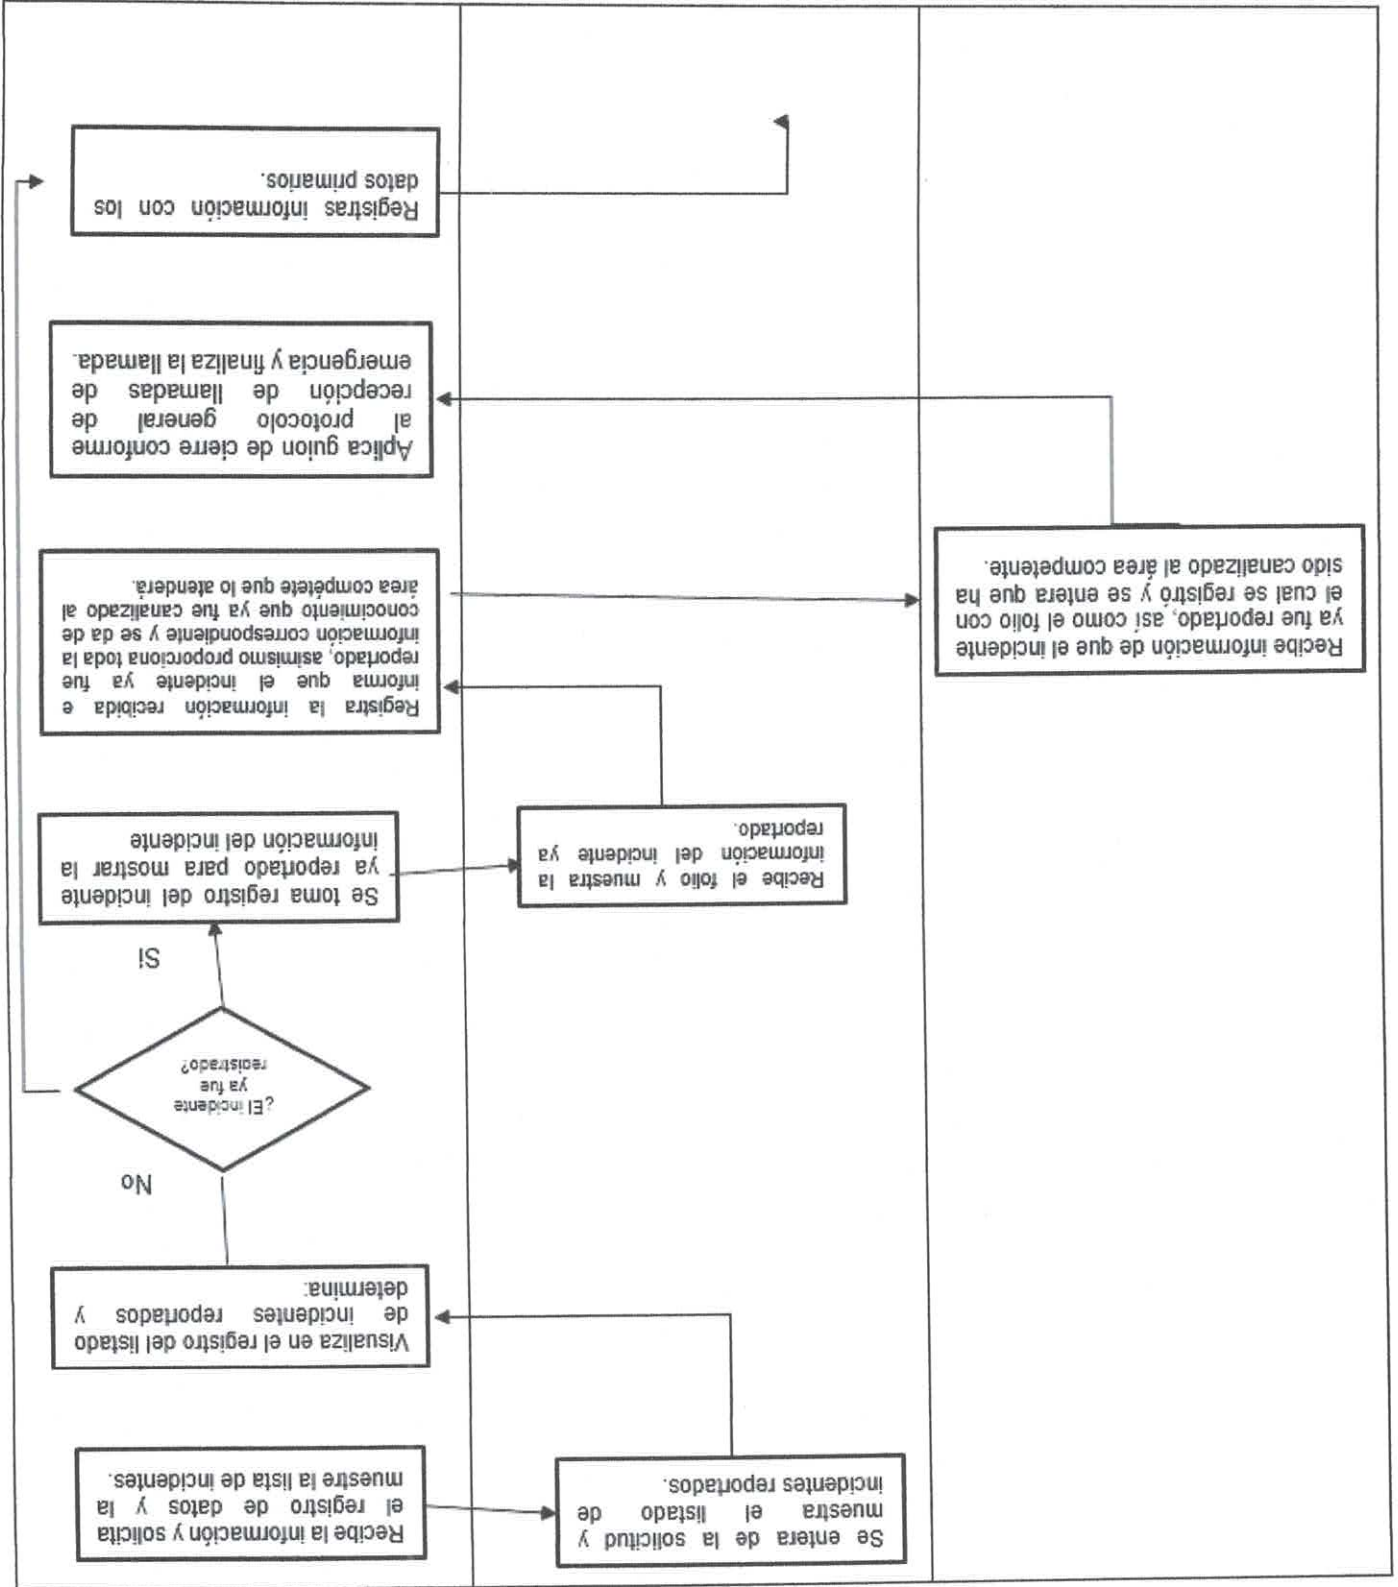 Recibe la información y solicita
el registro de datos y la
muestre la lista de incidentes.
Se entera de la solicitud y
muestra el listado de
incidentes reportados.
Visualiza en el registro del listado
de incidentes reportados y
determina:
No
¿El incidente
ya fue
registrado?
Si
Se toma registro del incidente
ya reportado para mostrar la
información del incidente
Recibe el folio y muestra la
información del incidente ya
reportado.
Registra la información recibida e
informa que el incidente ya fue
reportado, asimismo proporciona toda la
información correspondiente y se da de
conocimiento que ya fue canalizado al
área compétete que lo atenderá.
Recibe información de que el incidente
ya fue reportado, así como el folio con
el cual se registró y se entera que ha
sido canalizado al área competente.
Aplica guion de cierre conforme
al protocolo general de
recepción de llamadas de
emergencia y finaliza la llamada.
Registras información con los
datos primarios.